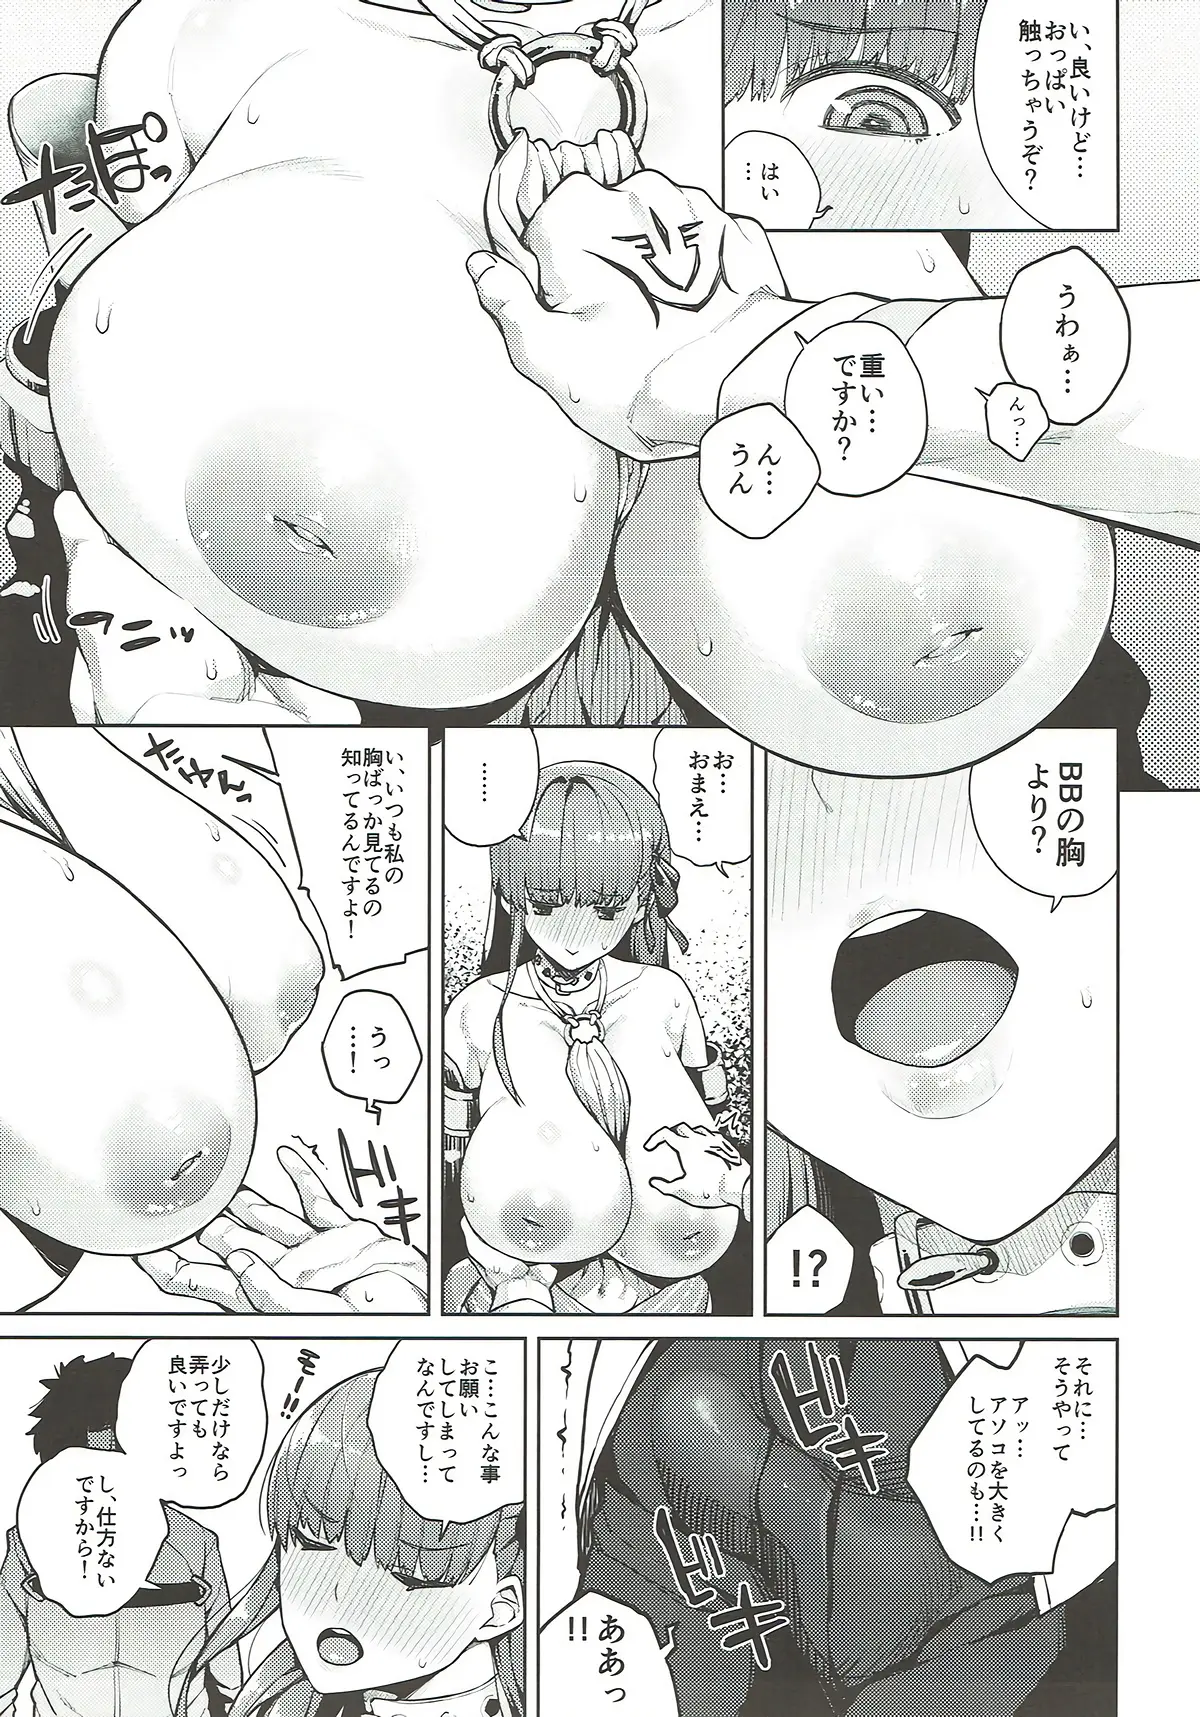 い、良いけど…
おっぱい
触っちゃうぞ？
はい
…
たぽっ
うわぁ…
んっ…
重い…
ですか？
ん…
うん
BBの胸
より？
!?
お…
おまえ…
……
い、いつも私の
胸ばっか見てるの
知ってるんですよ！
たゆん
うっ
…！
ドキ
それに…
そうやって
アッ…
アソコを大きく
してるのも…!!
ドキ
ドキ
ああっ
!!
こ…こんな事
お願い
してしまって
なんですし…
モー!!
少しだけなら
弄っても
良いですよっ
し、仕方ない
ですから！